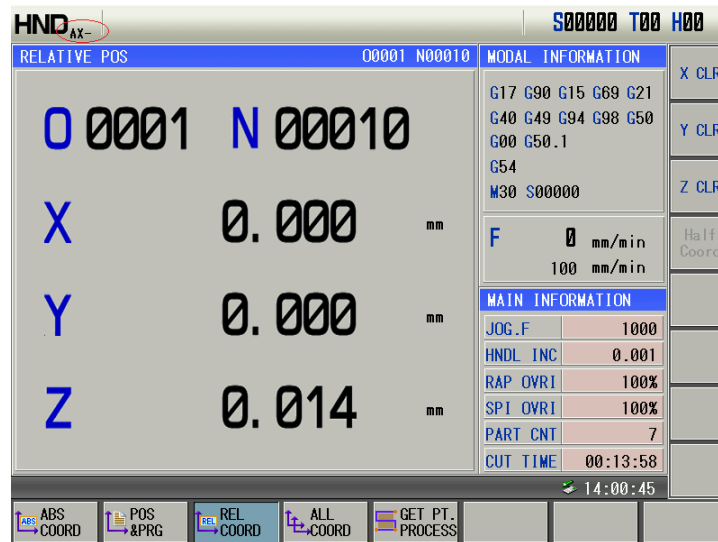 HND AX-
S00000 T00 H00
RELATIVE POS O0001 N00010
O 0001 N 00010
X 0.000 mm
Y 0.000 mm
Z 0.014 mm
MODAL INFORMATION
G17 G90 G15 G69 G21
G40 G49 G94 G98 G50
G00 G50.1
G54
M30 S00000
F 0 mm/min
100 mm/min
MAIN INFORMATION
JOG.F 1000
HNDL INC 0.001
RAP OVRI 100%
SPI OVRI 100%
PART CNT 7
CUT TIME 00:13:58
14:00:45
X CLR
Y CLR
Z CLR
Half
Coord
ABS
ABS
COORD
POS
&PRG
REL
REL
COORD
ALL
COORD
GET PT.
PROCESS